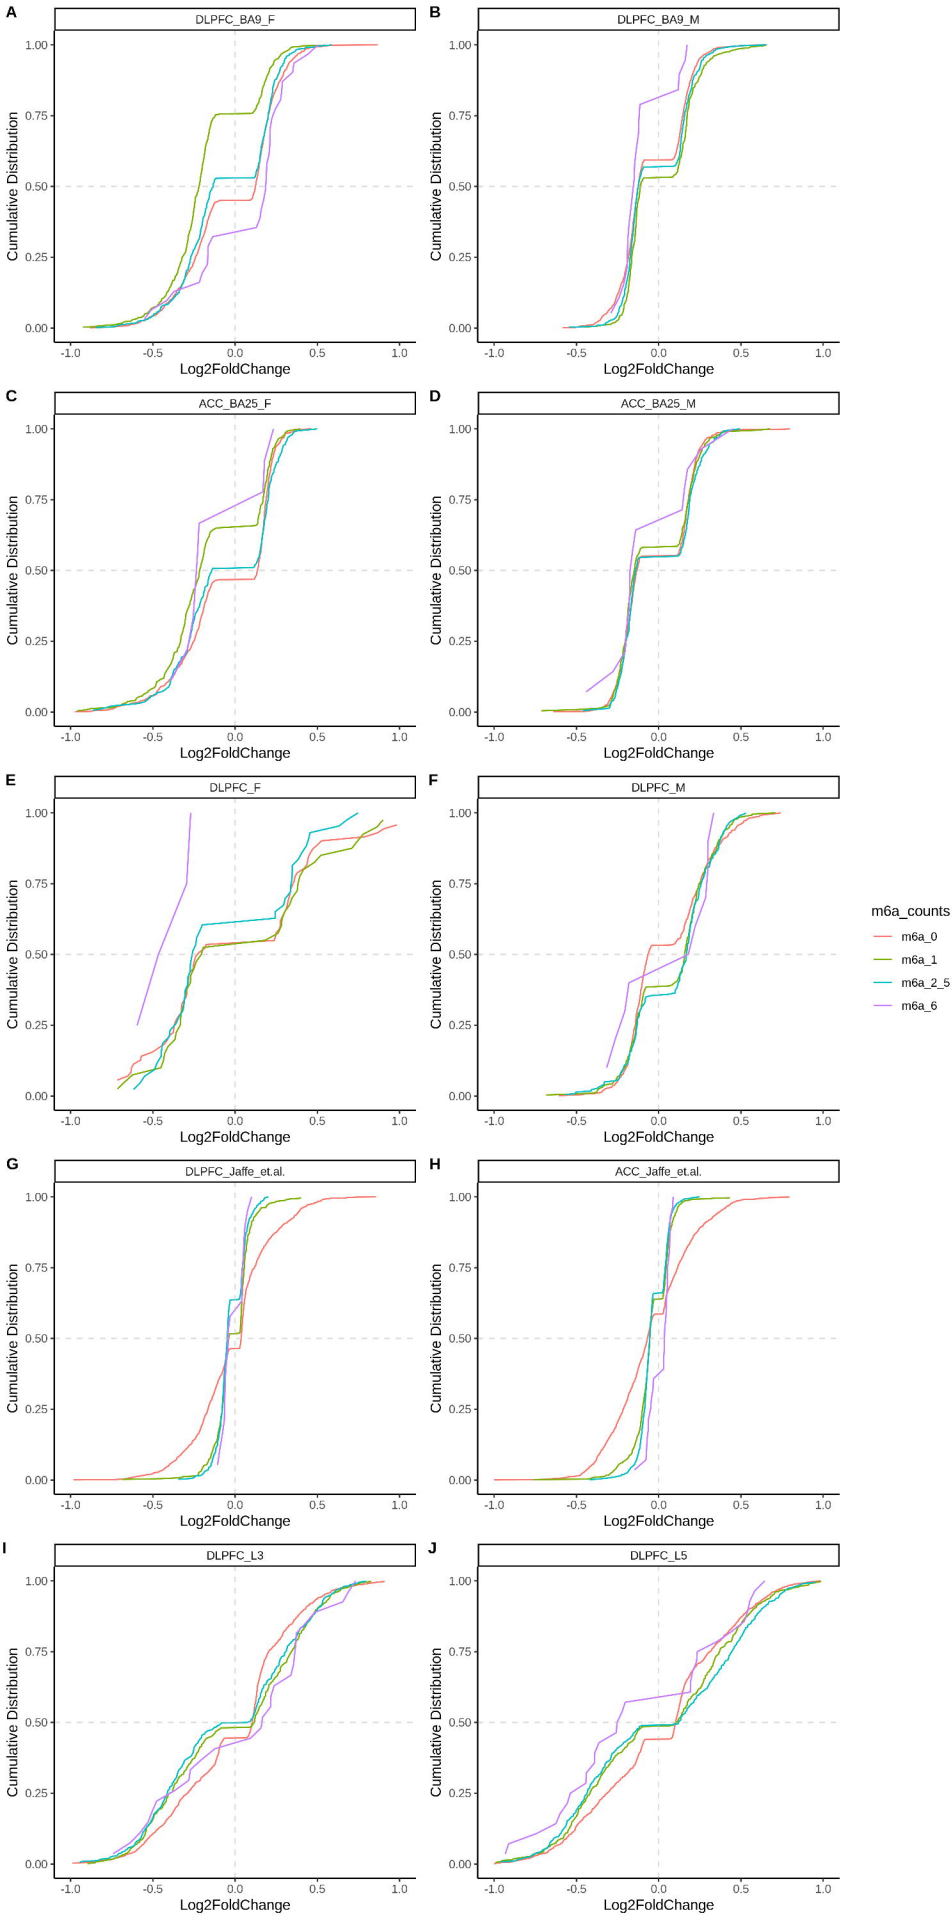 A
DLPFC_BA9_F
1.00
0.75
0.50
0.25
0.00
Cumulative Distribution
-1.0 -0.5 0.0 0.5 1.0
Log2FoldChange
B
DLPFC_BA9_M
1.00
0.75
0.50
0.25
0.00
Cumulative Distribution
-1.0 -0.5 0.0 0.5 1.0
Log2FoldChange
C
ACC_BA25_F
1.00
0.75
0.50
0.25
0.00
Cumulative Distribution
-1.0 -0.5 0.0 0.5 1.0
Log2FoldChange
D
ACC_BA25_M
1.00
0.75
0.50
0.25
0.00
Cumulative Distribution
-1.0 -0.5 0.0 0.5 1.0
Log2FoldChange
E
DLPFC_F
1.00
0.75
0.50
0.25
0.00
Cumulative Distribution
-1.0 -0.5 0.0 0.5 1.0
Log2FoldChange
F
DLPFC_M
1.00
0.75
0.50
0.25
0.00
Cumulative Distribution
-1.0 -0.5 0.0 0.5 1.0
Log2FoldChange
m6a_counts
m6a_0
m6a_1
m6a_2_5
m6a_6
G
DLPFC_Jaffe_et.al.
1.00
0.75
0.50
0.25
0.00
Cumulative Distribution
-1.0 -0.5 0.0 0.5 1.0
Log2FoldChange
H
ACC_Jaffe_et.al.
1.00
0.75
0.50
0.25
0.00
Cumulative Distribution
-1.0 -0.5 0.0 0.5 1.0
Log2FoldChange
I
DLPFC_L3
1.00
0.75
0.50
0.25
0.00
Cumulative Distribution
-1.0 -0.5 0.0 0.5 1.0
Log2FoldChange
J
DLPFC_L5
1.00
0.75
0.50
0.25
0.00
Cumulative Distribution
-1.0 -0.5 0.0 0.5 1.0
Log2FoldChange